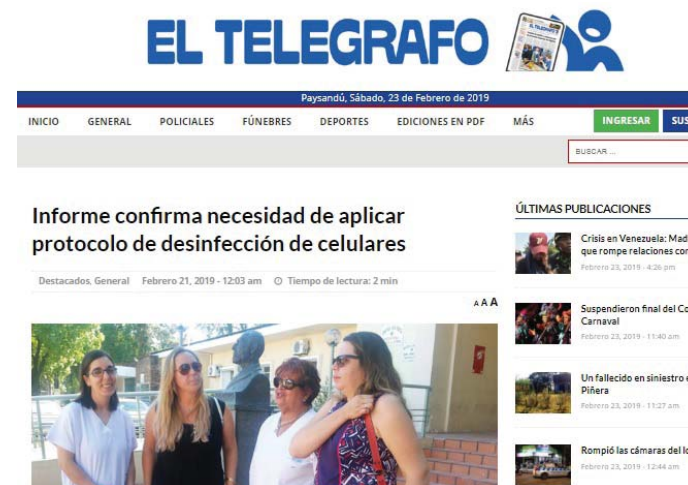 EL TELEGRAFO
Paysandú, Sábado, 23 de Febrero de 2019
INICIO GENERAL POLICIALES FÚNEBRES DEPORTES EDICIONES EN PDF MÁS INGRESAR SUS
BUSCAR ...
Informe confirma necesidad de aplicar
protocolo de desinfección de celulares
Destacados, General Febrero 21, 2019 - 12:03 am Tiempo de lectura: 2 min
A A A
ÚLTIMAS PUBLICACIONES
Crisis en Venezuela: Mad
que rompe relaciones con
Febrero 23, 2019 - 4:26 pm
Suspendieron final del Co
Carnaval
Febrero 23, 2019 - 11:40 am
Un fallecido en siniestro e
Piñera
Febrero 23, 2019 - 11:27 am
Rompió las cámaras del lo
Febrero 23, 2019 - 12:44 am